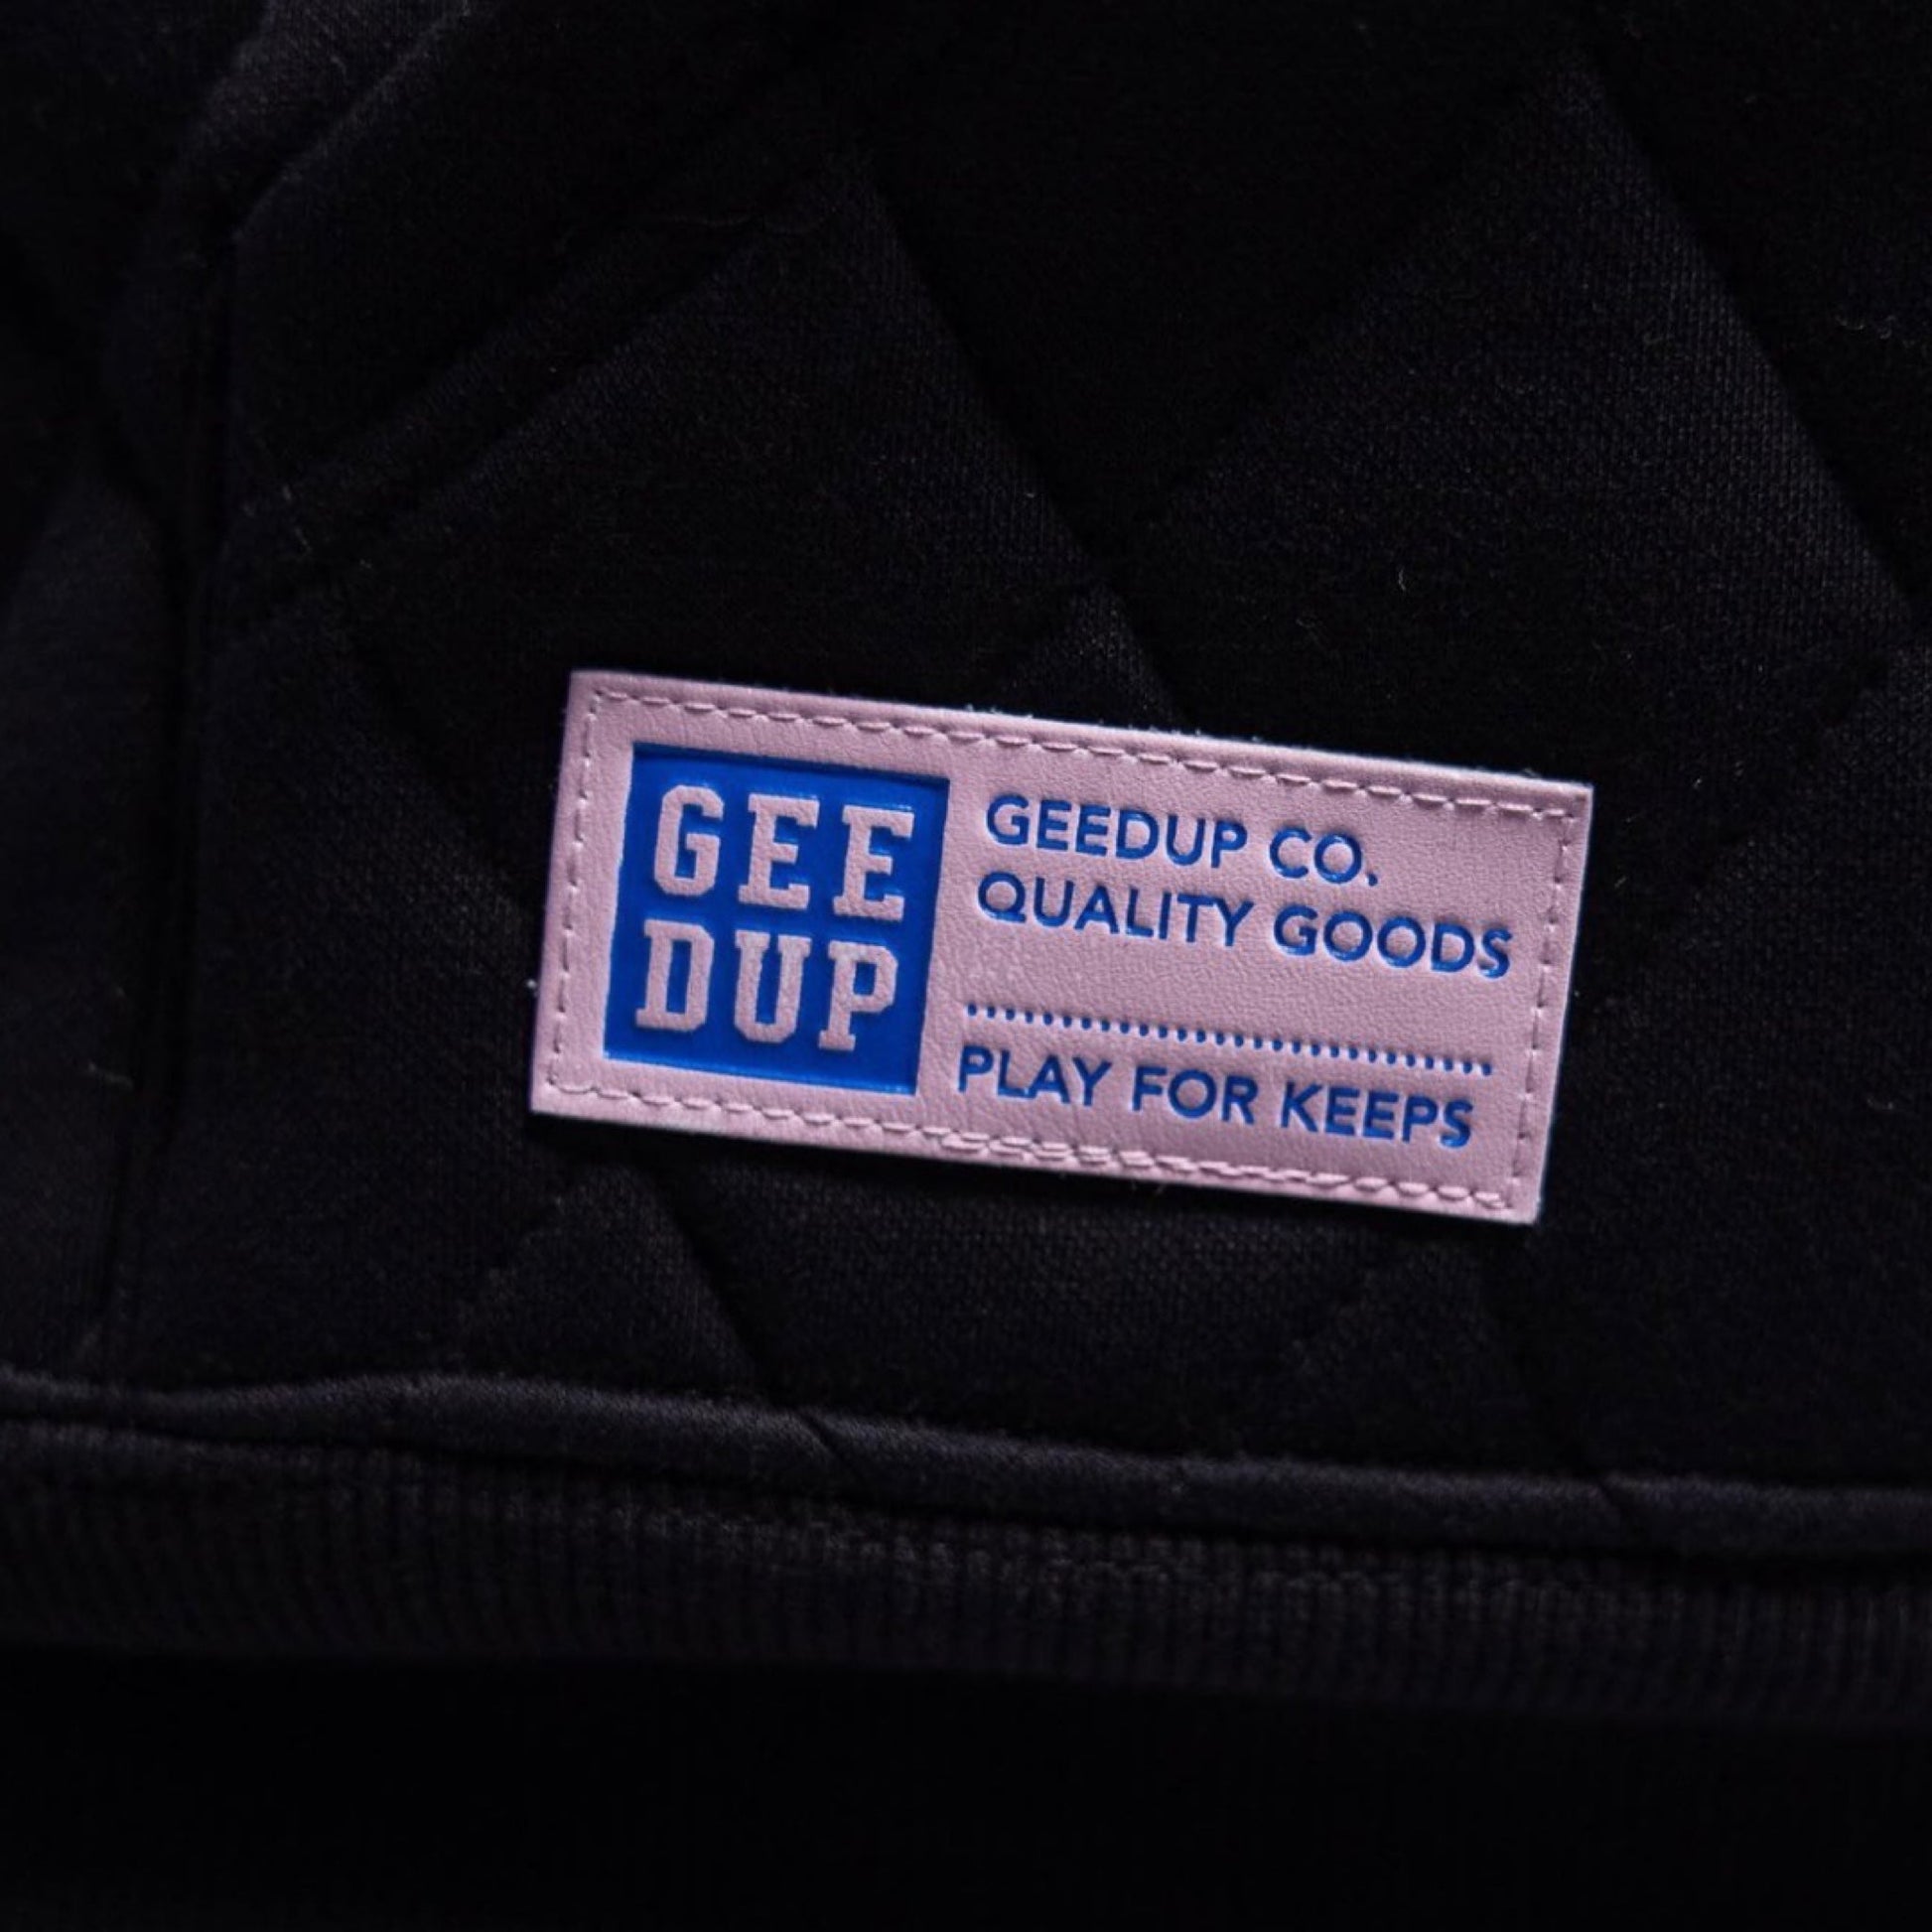 GEE
DUP
GEEDUP CO.
QUALITY GOODS
PLAY FOR KEEPS